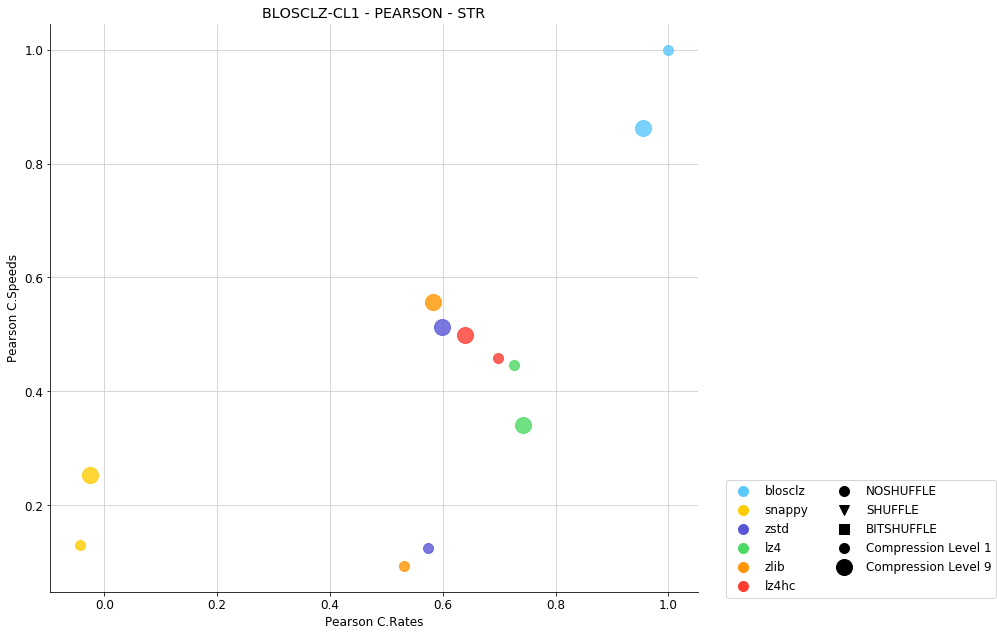 BLOSCLZ-CL1 - PEARSON - STR
Pearson C.Speeds
1.0
0.8
0.6
0.4
0.2
0.0
0.2
0.4
0.6
0.8
1.0
Pearson C.Rates
blosclz
snappy
zstd
lz4
zlib
lz4hc
NOSHUFFLE
SHUFFLE
BITSHUFFLE
Compression Level 1
Compression Level 9